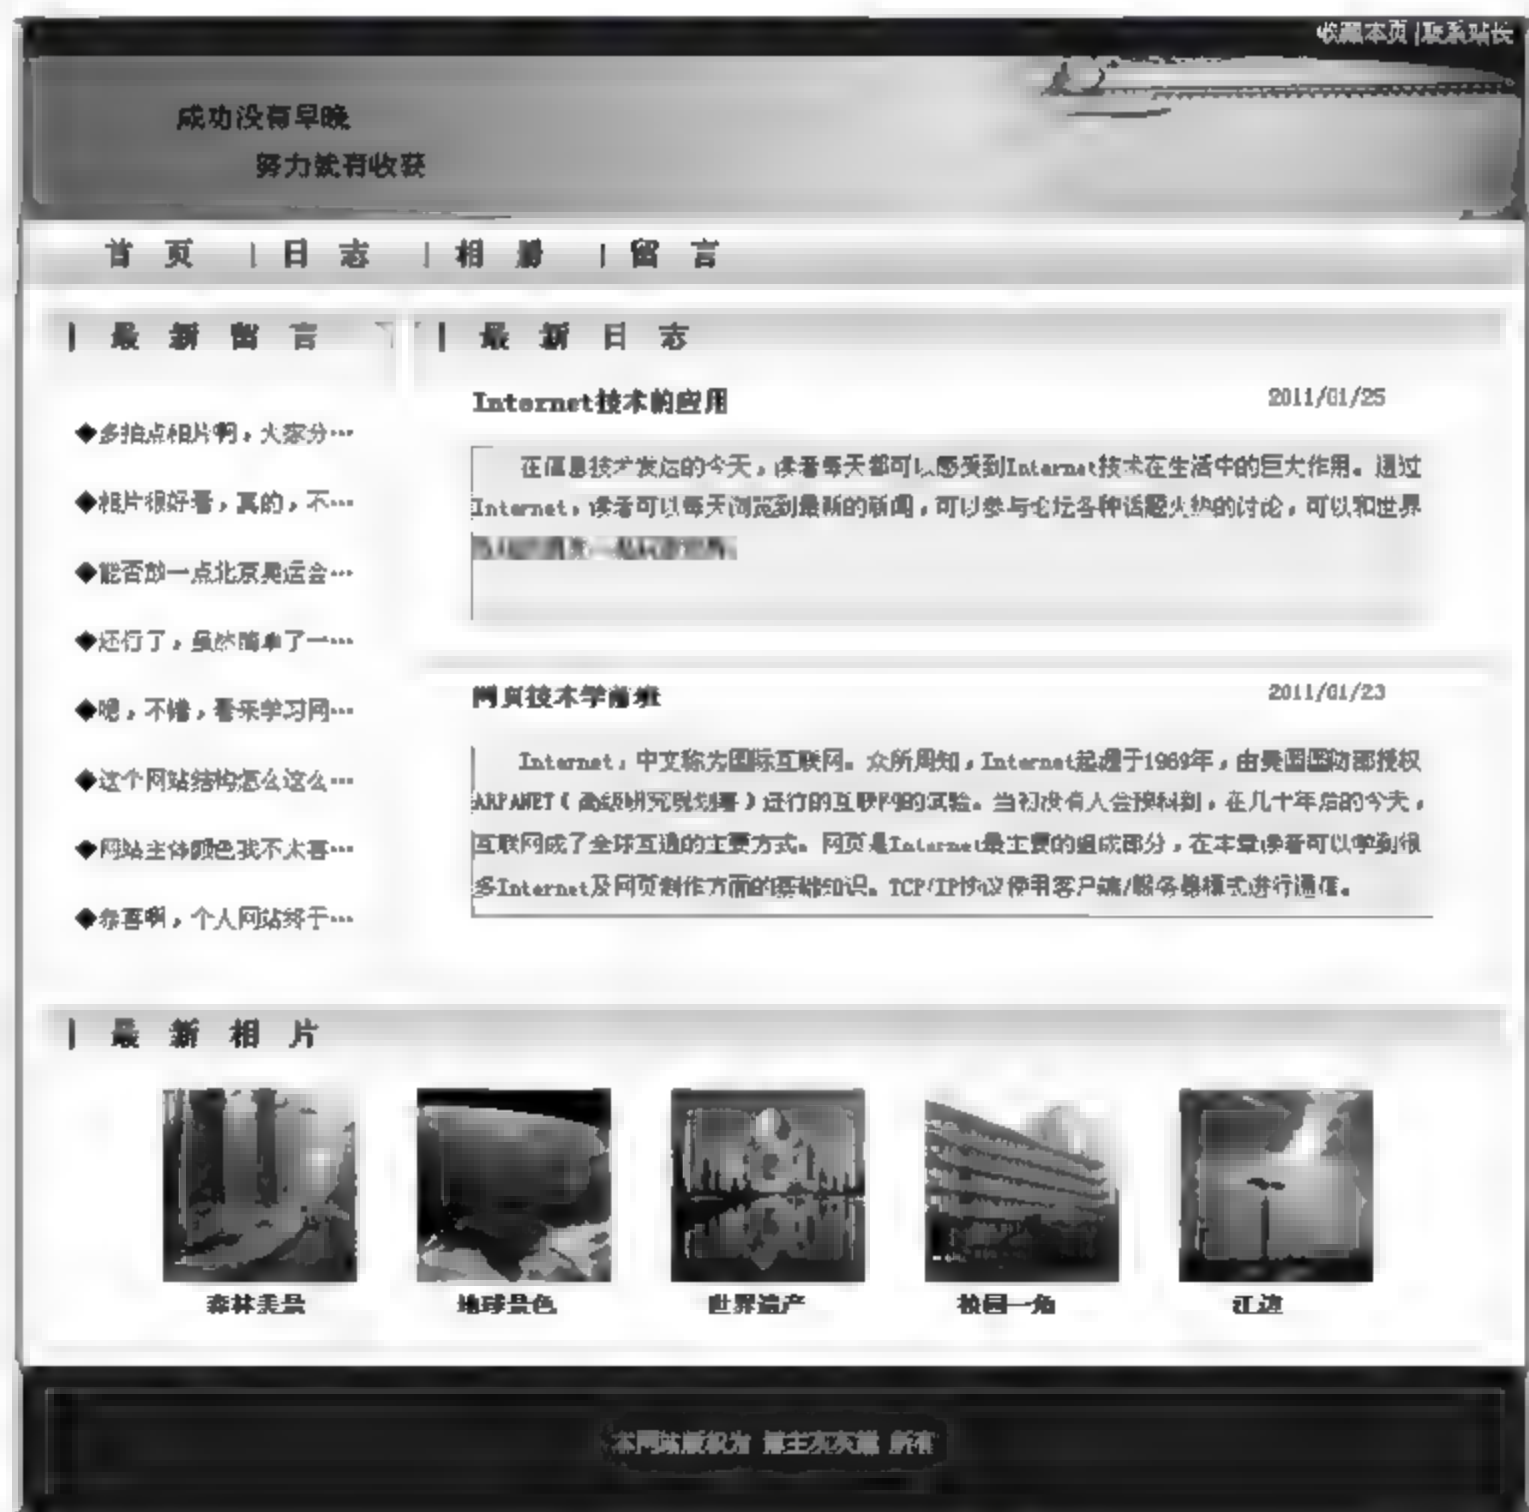 收藏本页 |联系站长
成功没有早晚
努力就有收获
首 页 | 日 志 | 相 册 | 留 言
| 最 新 留 言
◆多拍点相片啊，大家分…
◆相片很好看，真的，不…
◆能否放一点北京奥运会…
◆还行了，虽然简单了一…
◆嗯，不错，看来学习网…
◆这个网站结构怎么这么…
◆网站主体颜色我不太喜…
◆恭喜啊，个人网站终于…
| 最 新 日 志
Internet技术的应用 2011/01/25
在信息技术发达的今天，读者每天都可以感受到Internet技术在生活中的巨大作用。通过
Internet，读者可以每天浏览到最新的新闻，可以参与论坛各种话题火热的讨论，可以和世界
网页技术学前班 2011/01/23
Internet，中文称为国际互联网。众所周知，Internet起源于1969年，由美国国防部授权
ARPANET（高级研究规划署）进行的互联网的试验。当初没有人会预料到，在几十年后的今天，
互联网成了全球互通的主要方式。网页是Internet最主要的组成部分，在本章读者可以学到很
多Internet及网页制作方面的基础知识。TCP/IP协议使用客户端/服务器模式进行通信。
| 最 新 相 片
森林美景 地球景色 世界遗产 校园一角 江边
本网站版权为 所有